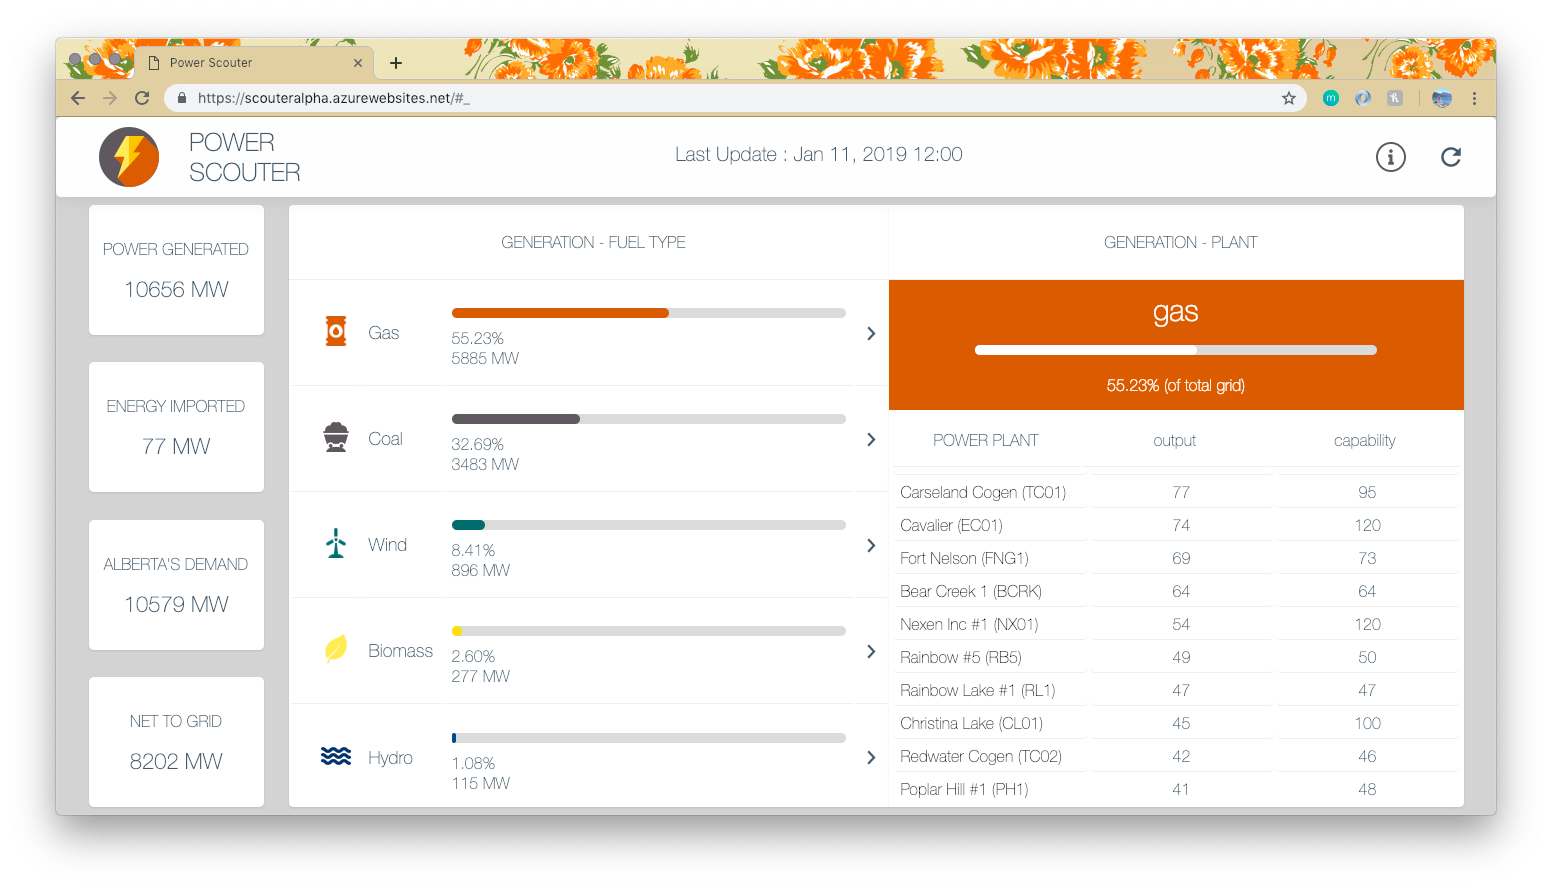 Power Scouter
https://scouteralpha.azurewebsites.net/#_
POWER
SCOUTER
Last Update : Jan 11, 2019 12:00
POWER GENERATED
10656 MW
ENERGY IMPORTED
77 MW
ALBERTA'S DEMAND
10579 MW
NET TO GRID
8202 MW
GENERATION - FUEL TYPE
Gas
55.23%
5885 MW
Coal
32.69%
3483 MW
Wind
8.41%
896 MW
Biomass
2.60%
277 MW
Hydro
1.08%
115 MW
GENERATION - PLANT
gas
55.23% (of total grid)
POWER PLANT output capability
Carseland Cogen (TC01) 77 95
Cavalier (EC01) 74 120
Fort Nelson (FNG1) 69 73
Bear Creek 1 (BCRK) 64 64
Nexen Inc #1 (NX01) 54 120
Rainbow #5 (RB5) 49 50
Rainbow Lake #1 (RL1) 47 47
Christina Lake (CL01) 45 100
Redwater Cogen (TC02) 42 46
Poplar Hill #1 (PH1) 41 48